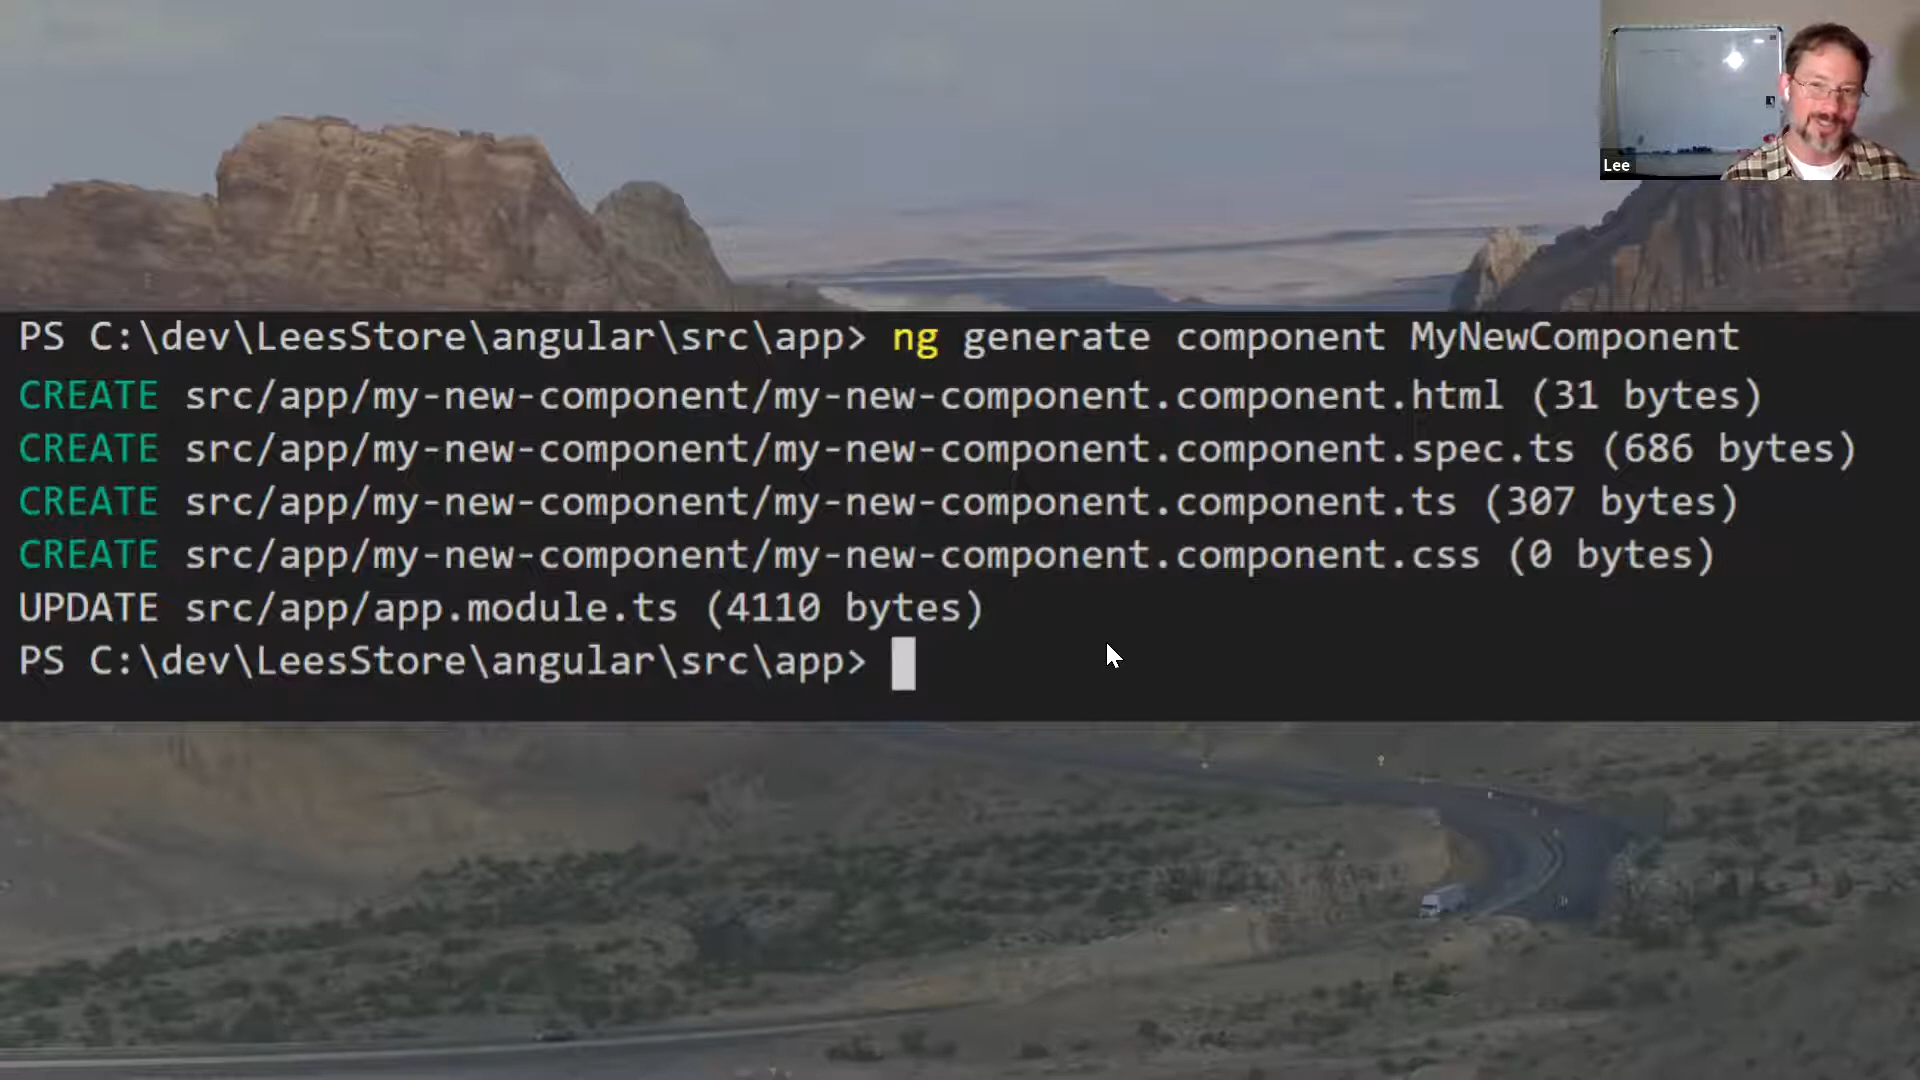 Lee
PS C:\dev\LeesStore\angular\src\app> ng generate component MyNewComponent
CREATE src/app/my-new-component/my-new-component.component.html (31 bytes)
CREATE src/app/my-new-component/my-new-component.component.spec.ts (686 bytes)
CREATE src/app/my-new-component/my-new-component.component.ts (307 bytes)
CREATE src/app/my-new-component/my-new-component.component.css (0 bytes)
UPDATE src/app/app.module.ts (4110 bytes)
PS C:\dev\LeesStore\angular\src\app>